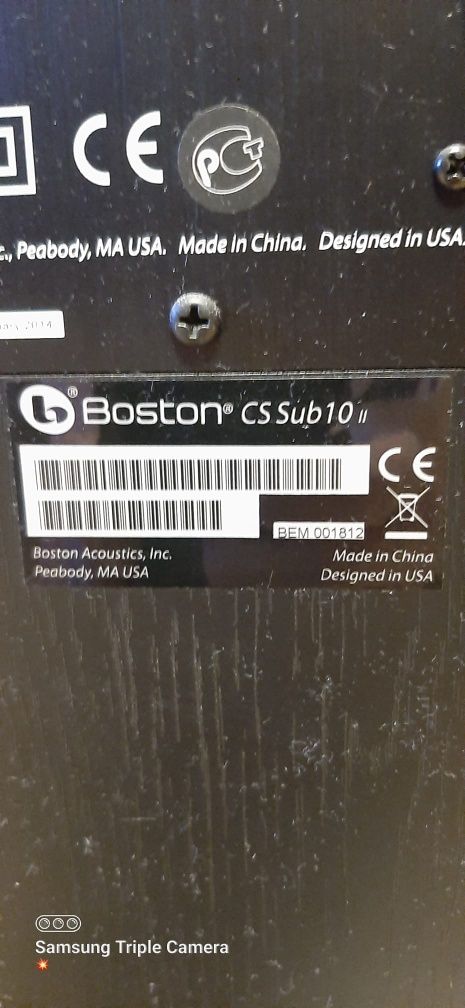 CE PCT
c., Peabody, MA USA. Made in China. Designed in USA.
2014
b® Boston® CS Sub10 II
CE
BEM 001812
Boston Acoustics, Inc. Made in China
Peabody, MA USA Designed in USA
Samsung Triple Camera